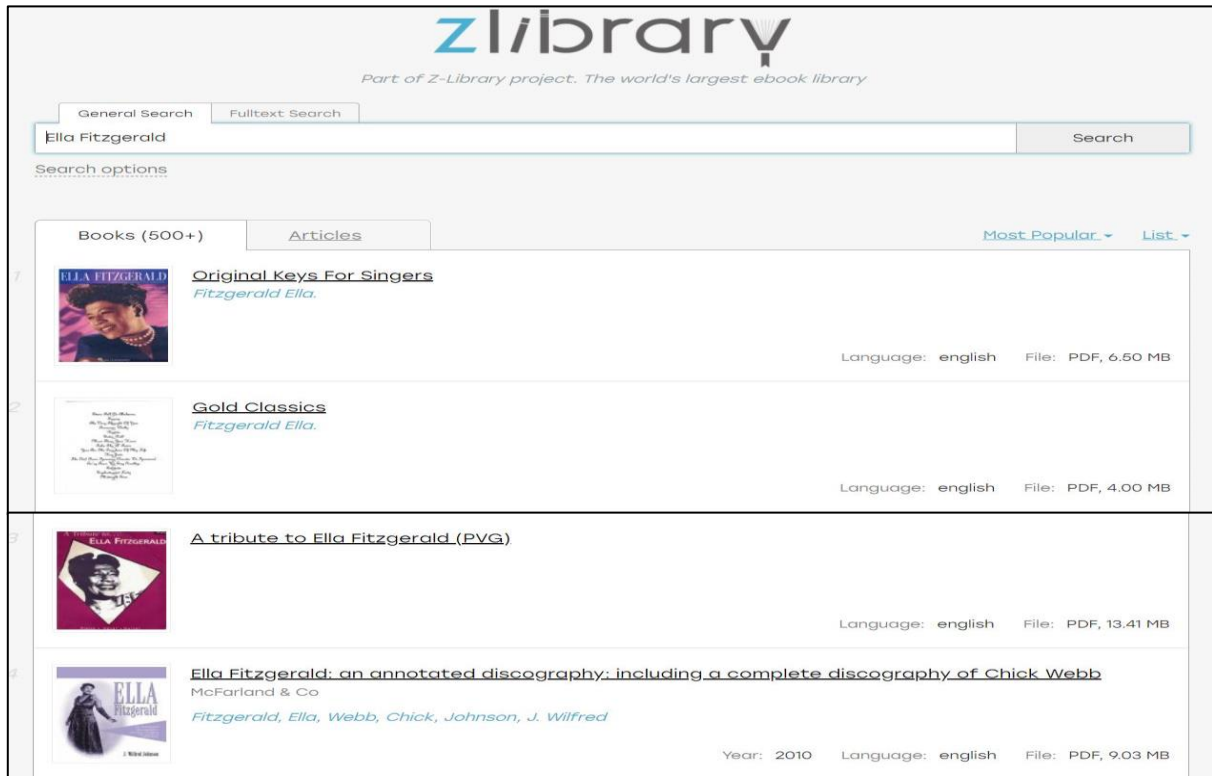 zlibrary
Part of Z-Library project. The world's largest ebook library
General Search Fulltext Search
Ella Fitzgerald Search
Search options
Books (500+) Articles Most Popular List
1
ELLA FITZGERALD
Original Keys For Singers
Fitzgerald Ella.
Language: english File: PDF, 6.50 MB
2
Gold Classics
Fitzgerald Ella.
Language: english File: PDF, 4.00 MB
3
A Tribute to
ELLA FITZGERALD
A tribute to Ella Fitzgerald (PVG)
Language: english File: PDF, 13.41 MB
4
ELLA
Fitzgerald
J. Wilfred Johnson
Ella Fitzgerald: an annotated discography; including a complete discography of Chick Webb
McFarland & Co
Fitzgerald, Ella, Webb, Chick, Johnson, J. Wilfred
Year: 2010 Language: english File: PDF, 9.03 MB